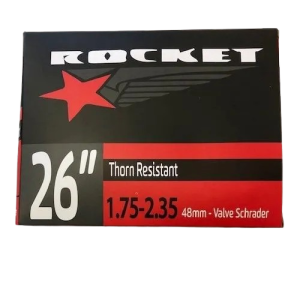 ROCKET
26"
Thorn Resistant
1.75-2.35 48mm - Valve Schrader